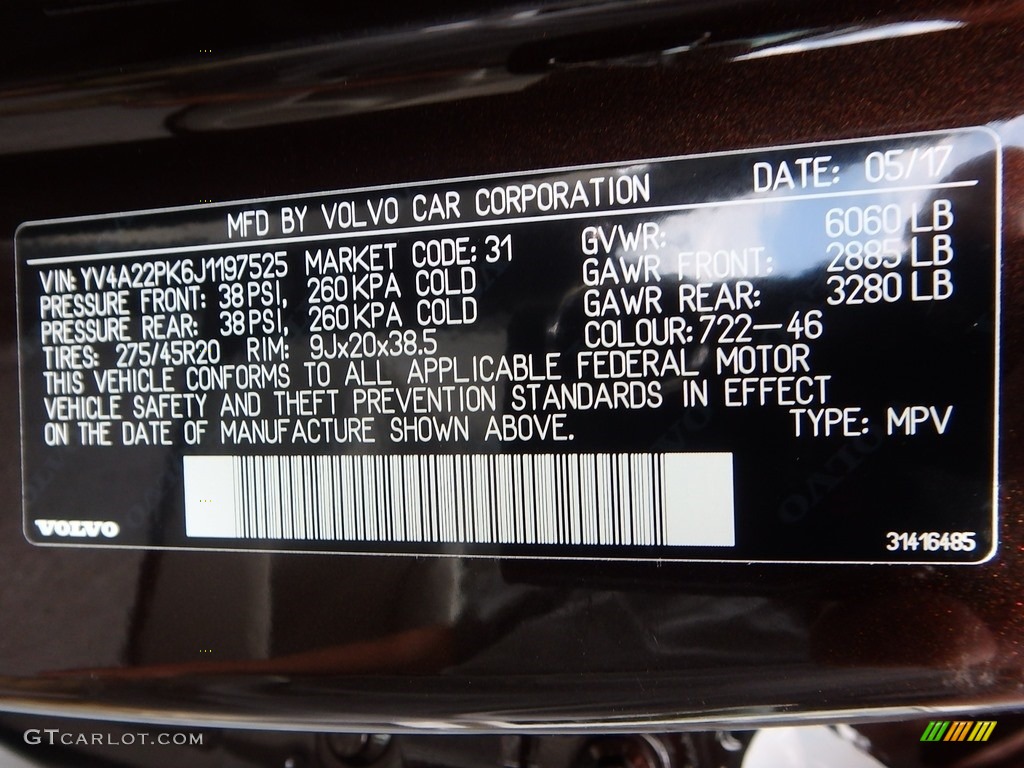 MFD BY VOLVO CAR CORPORATION DATE: 05/17
VIN: YV4A22PK6J1197525 MARKET CODE: 31 GVWR: 6060 LB
PRESSURE FRONT: 38 PSI, 260 KPA COLD GAWR FRONT: 2885 LB
PRESSURE REAR: 38 PSI, 260 KPA COLD GAWR REAR: 3280 LB
TIRES: 275/45R20 RIM: 9Jx20x38.5 COLOUR: 722-46
THIS VEHICLE CONFORMS TO ALL APPLICABLE FEDERAL MOTOR
VEHICLE SAFETY AND THEFT PREVENTION STANDARDS IN EFFECT
ON THE DATE OF MANUFACTURE SHOWN ABOVE. TYPE: MPV
VOLVO 31416485
GTCARLOT.COM